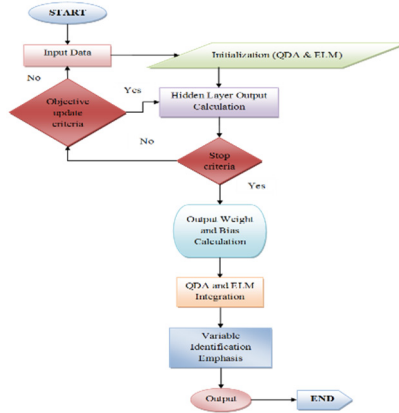 START
Input Data
Initialization (QDA & ELM)
No
Yes
Objective
update
criteria
Hidden Layer Output
Calculation
No
Stop
criteria
Yes
Output Weight
and Bias
Calculation
QDA and ELM
Integration
Variable
Identification
Emphasis
Output
END